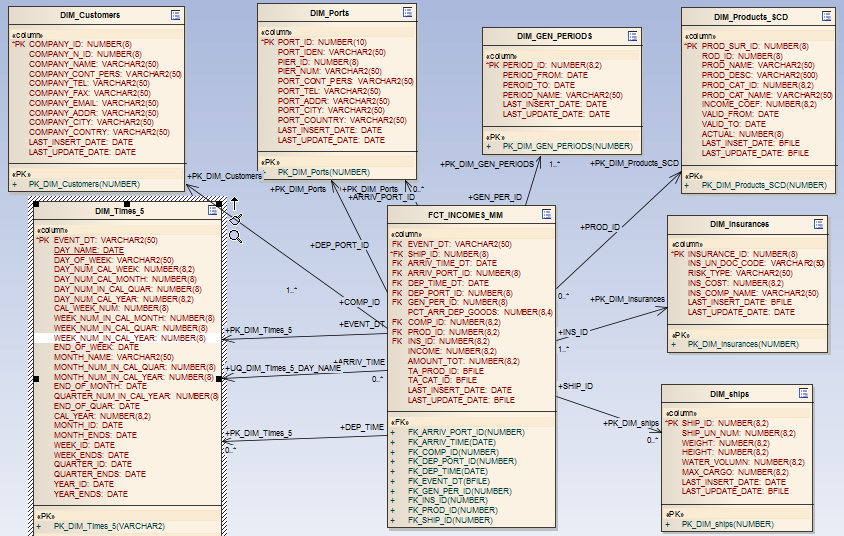 DIM_Customers
«column»
*PK COMPANY_ID: NUMBER(8)
COMPANY_N_ID: NUMBER(8)
COMPANY_NAME: VARCHAR2(50)
COMPANY_CONT_PERS: VARCHAR2(50)
COMPANY_TEL: VARCHAR2(50)
COMPANY_FAX: VARCHAR2(50)
COMPANY_EMAIL: VARCHAR2(50)
COMPANY_ADDR: VARCHAR2(50)
COMPANY_CITY: VARCHAR2(50)
COMPANY_CONTRY: VARCHAR2(50)
LAST_INSERT_DATE: DATE
LAST_UPDATE_DATE: DATE
«PK»
+ PK_DIM_Customers(NUMBER)
DIM_Ports
«column»
*PK PORT_ID: NUMBER(10)
PORT_IDEN: VARCHAR2(50)
PIER_ID: NUMBER(8)
PIER_NUM: VARCHAR2(50)
PORT_CONT_PERS: VARCHAR2(50)
PORT_TEL: VARCHAR2(50)
PORT_ADDR: VARCHAR2(50)
PORT_CITY: VARCHAR2(50)
PORT_COUNTRY: VARCHAR2(50)
LAST_INSERT_DATE: DATE
LAST_UPDATE_DATE: DATE
«PK»
+ PK_DIM_Ports(NUMBER)
DIM_GEN_PERIODS
«column»
*PK PERIOD_ID: NUMBER(8,2)
PERIOD_FROM: DATE
PEROID_TO: DATE
PERIOD_NAME: VARCHAR2(50)
LAST_INSERT_DATE: DATE
LAST_UPDATE_DATE: DATE
«PK»
+ PK_DIM_GEN_PERIODS(NUMBER)
DIM_Products_SCD
«column»
*PK PROD_SUR_ID: NUMBER(8)
ROD_ID: NUMBER(8)
PROD_NAME: VARCHAR2(50)
PROD_DESC: VARCHAR2(500)
PROD_CAT_ID: NUMBER(8,2)
PROD_CAT_NAME: VARCHAR2(50)
INCOME_COEF: NUMBER(8,2)
VALID_FROM: DATE
VALID_TO: DATE
ACTUAL: NUMBER(8)
LAST_INSET_DATE: BFILE
LAST_UPDATE_DATE: BFILE
«PK»
+ PK_DIM_Products_SCD(NUMBER)
+PK_DIM_Customers
+PK_DIM_Ports
+PK_DIM_Ports
0..*
+ARRIV_PORT_ID
+PK_DIM_GEN_PERIODS
1..*
+GEN_PER_ID
+PK_DIM_Products_SCD
+PROD_ID
0..*
+DEP_PORT_ID
1..*
+COMP_ID
+EVENT_DT
+PK_DIM_Times_5
+ARRIV_TIME
+UQ_DIM_Times_5_DAY_NAME
0..*
+DEP_TIME
+PK_DIM_Times_5
0..*
+PK_DIM_Insurances
+INS_ID
1..*
+SHIP_ID
+PK_DIM_ships
0..*
DIM_Times_5
«column»
*PK EVENT_DT: VARCHAR2(50)
DAY_NAME: DATE
DAY_OF_WEEK: VARCHAR2(50)
DAY_NUM_CAL_WEEK: NUMBER(8,2)
DAY_NUM_CAL_MONTH: NUMBER(8)
DAY_NUM_IN_CAL_QUAR: NUMBER(8)
DAY_NUM_CAL_YEAR: NUMBER(8,2)
CAL_WEEK_NUM: NUMBER(8)
WEEK_NUM_IN_CAL_MONTH: NUMBER(8)
WEEK_NUM_IN_CAL_QUAR: NUMBER(8)
WEEK_NUM_IN_CAL_YEAR: NUMBER(8)
END_OF_WEEK: DATE
MONTH_NAME: VARCHAR2(50)
MONTH_NUM_IN_CAL_QUAR: NUMBER(8)
MONTH_NUM_IN_CAL_YEAR: NUMBER(8)
END_OF_MONTH: DATE
QUARTER_NUM_IN_CAL_YEAR: NUMBER(8)
END_OF_QUAR: DATE
CAL_YEAR: NUMBER(8,2)
MONTH_ID: DATE
MONTH_ENDS: DATE
WEEK_ID: DATE
WEEK_ENDS: DATE
QUARTER_ID: DATE
QUARTER_ENDS: DATE
YEAR_ID: DATE
YEAR_ENDS: DATE
«PK»
+ PK_DIM_Times_5(VARCHAR2)
FCT_INCOMES_MM
«column»
FK EVENT_DT: VARCHAR2(50)
*FK SHIP_ID: NUMBER(8)
FK ARRIV_TIME_DT: DATE
FK ARRIV_PORT_ID: NUMBER(8)
FK DEP_TIME_DT: DATE
FK DEP_PORT_ID: NUMBER(8)
FK GEN_PER_ID: NUMBER(8)
PCT_ARR_DEP_GOODS: NUMBER(8,4)
FK COMP_ID: NUMBER(8,2)
FK PROD_ID: NUMBER(8,2)
FK INS_ID: NUMBER(8,2)
INCOME: NUMBER(8,2)
AMOUNT_TOT: NUMBER(8,2)
TA_PROD_ID: BFILE
TA_CAT_ID: BFILE
LAST_INSERT_DATE: DATE
LAST_UPDATE_DATE: BFILE
«FK»
+ FK_ARRIV_PORT_ID(NUMBER)
+ FK_ARRIV_TIME(DATE)
+ FK_COMP_ID(NUMBER)
+ FK_DEP_PORT_ID(NUMBER)
+ FK_DEP_TIME(DATE)
+ FK_EVENT_DT(BFILE)
+ FK_GEN_PER_ID(NUMBER)
+ FK_INS_ID(NUMBER)
+ FK_PROD_ID(NUMBER)
+ FK_SHIP_ID(NUMBER)
DIM_Insurances
«column»
*PK INSURANCE_ID: NUMBER(8)
INS_UN_DOC_CODE: VARCHAR2(50)
RISK_TYPE: VARCHAR2(50)
INS_COST: NUMBER(8,2)
INS_COMP_NAME: VARCHAR2(50)
LAST_INSERT_DATE: BFILE
LAST_UPDATE_DATE: DATE
«PK»
+ PK_DIM_Insurances(NUMBER)
DIM_ships
«column»
*PK SHIP_ID: NUMBER(8,2)
SHIP_UN_NUM: NUMBER(8,2)
WEIGHT: NUMBER(8,2)
HEIGHT: NUMBER(8,2)
WATER_VOLUMN: NUMBER(8,2)
MAX_CARGO: NUMBER(8,2)
LAST_INSERT_DATE: DATE
LAST_UPDATE_DATE: BFILE
«PK»
+ PK_DIM_ships(NUMBER)